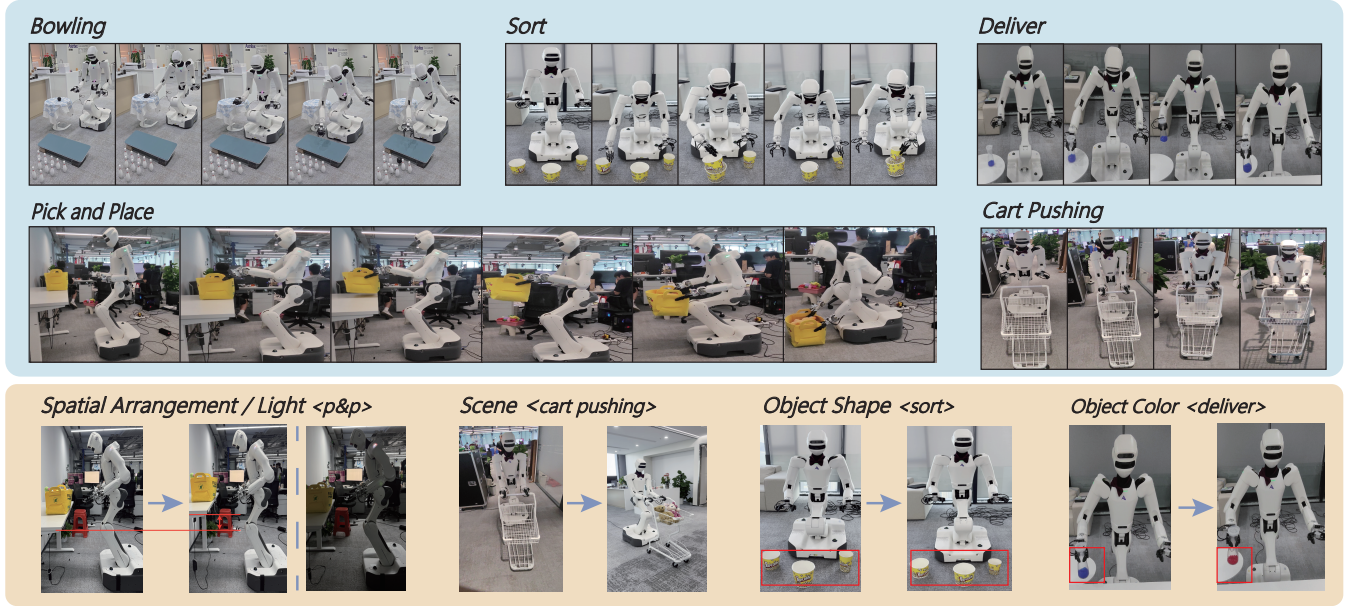 Bowling
Sort
Deliver
Pick and Place
Cart Pushing
Spatial Arrangement / Light <p&p>
Scene <cart pushing>
Object Shape <sort>
Object Color <deliver>